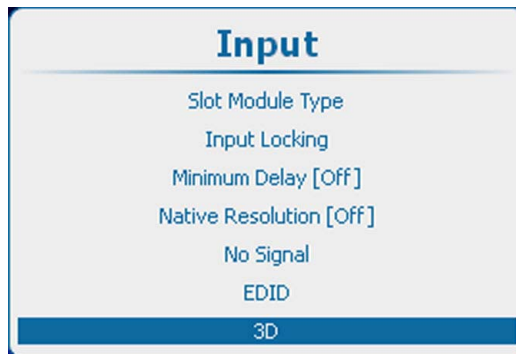 Input
Slot Module Type
Input Locking
Minimum Delay [Off]
Native Resolution [Off]
No Signal
EDID
3D